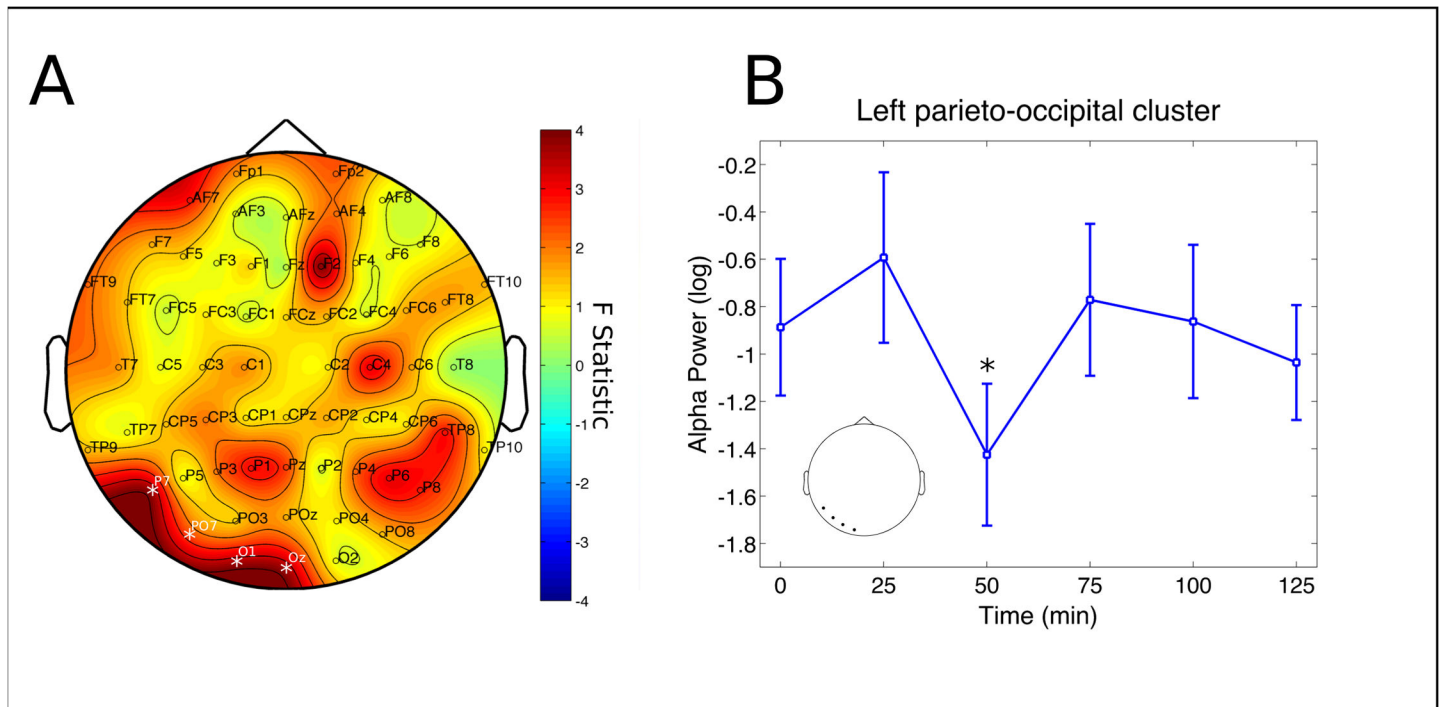 A
B
Left parieto-occipital cluster
Fp1 Fp2
AF7 AF8
AF3 AFz AF4
F7 F8
F5 F3 F1 Fz F2 F4 F6
FT9 FT10
FT7 FC5 FC3 FC1 FCz FC2 FC4 FC6 FT8
T7 C5 C3 C1 C2 C4 C6 T8
TP7 CP5 CP3 CP1 CPz CP2 CP4 CP6 TP8
TP9 TP10
P7 P5 P3 P1 Pz P2 P4 P6 P8
PO7 PO3 POz PO4 PO8
O1 Oz O2
4
3
2
1
0
-1
-2
-3
-4
F Statistic
-0.2
-0.4
-0.6
-0.8
-1
-1.2
-1.4
-1.6
-1.8
Alpha Power (log)
*
0 25 50 75 100 125
Time (min)